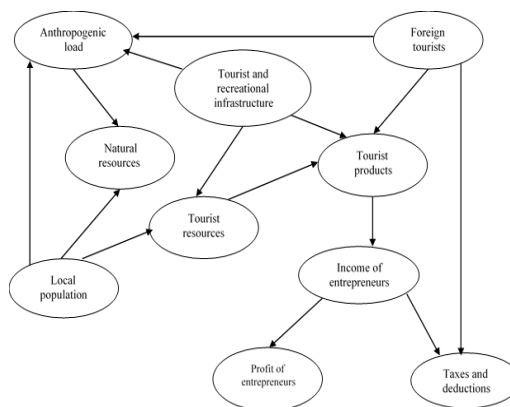 Anthropogenic
load
Foreign
tourists
Tourist and
recreational
infrastructure
Natural
resources
Tourist
products
Tourist
resources
Local
population
Income of
entrepreneurs
Profit of
entrepreneurs
Taxes and
deductions